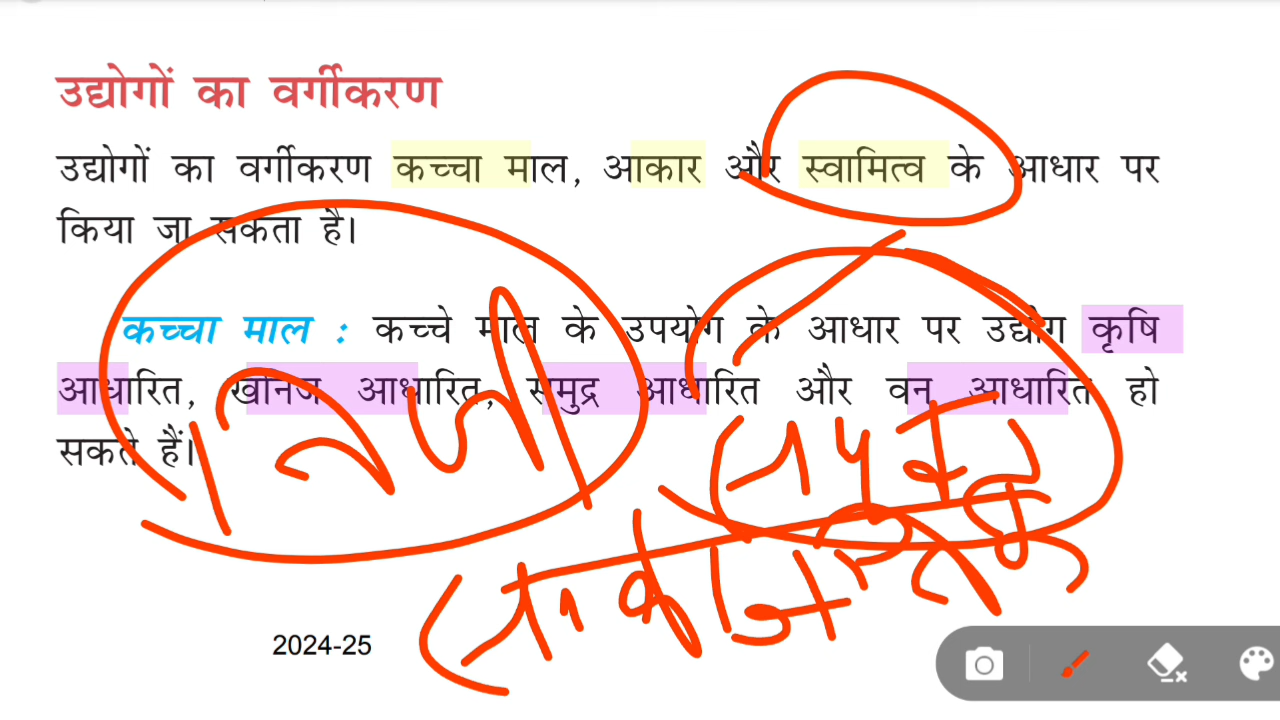 उद्योगों का वर्गीकरण
उद्योगों का वर्गीकरण कच्चा माल, आकार और स्वामित्व के आधार पर
किया जा सकता है।
कच्चा माल : कच्चे माल के उपयोग के आधार पर उद्योग कृषि
आधारित, खनिज आधारित, समुद्र आधारित और वन आधारित हो
सकते हैं।
निजी
2024-25